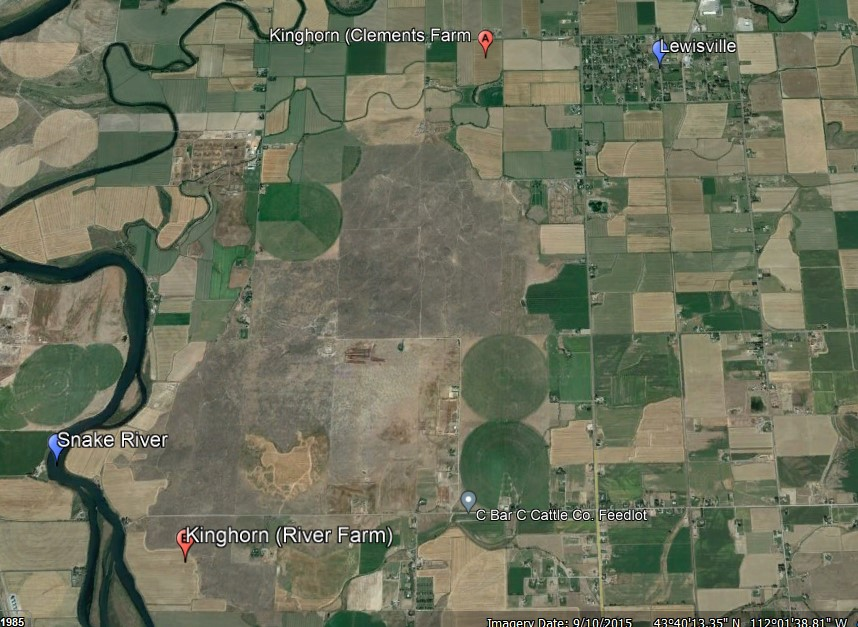 Kinghorn (Clements Farm
A
Lewisville
Snake River
C Bar C Cattle Co. Feedlot
Kinghorn (River Farm)
1985
Imagery Date: 9/10/2015 43°40'13.35" N 112°01'38.81" W